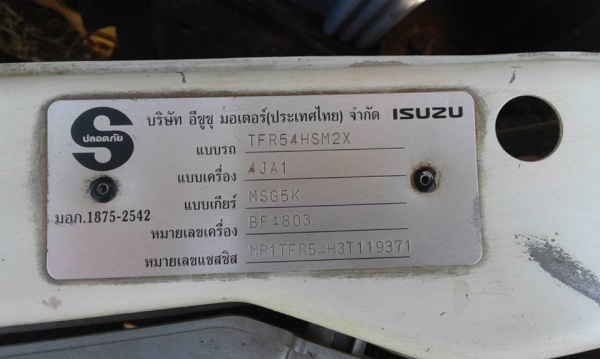 บริษัท อีซูซุ มอเตอร์(ประเทศไทย) จำกัด ISUZU
S
ปลอดภัย
แบบรถ TFR54HSM2X
แบบเครื่อง 4JA1
แบบเกียร์ MSG5K
มอก.1875-2542
หมายเลขเครื่อง BF4803
หมายเลขแชสซิส MP1TFR54H3T119371